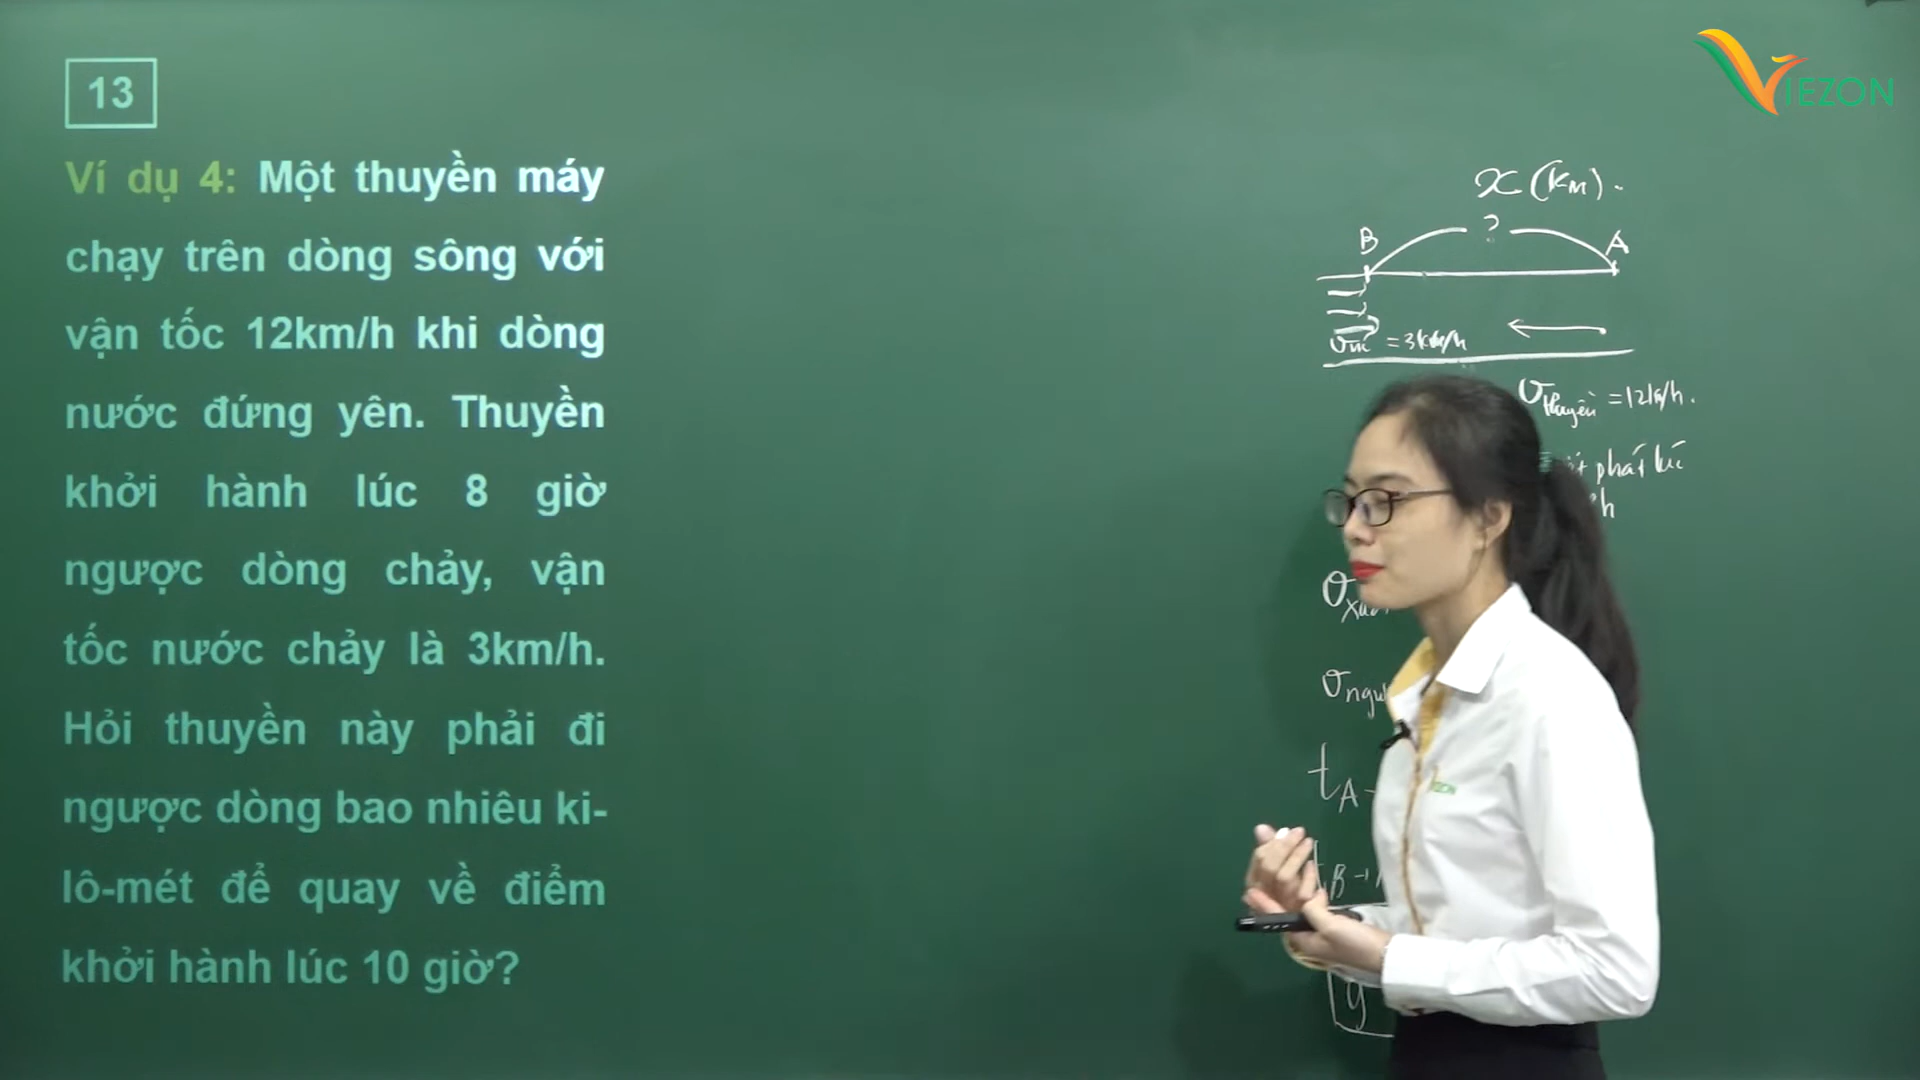 VIEZON
13
Ví dụ 4: Một thuyền máy
chạy trên dòng sông với
vận tốc 12km/h khi dòng
nước đứng yên. Thuyền
khởi hành lúc 8 giờ
ngược dòng chảy, vận
tốc nước chảy là 3km/h.
Hỏi thuyền này phải đi
ngược dòng bao nhiêu ki-
lô-mét để quay về điểm
khởi hành lúc 10 giờ?
x (km).
?
B A
= 3km/h
v thuyền = 12km/h.
phát lúc
h
v
v
t A
B→